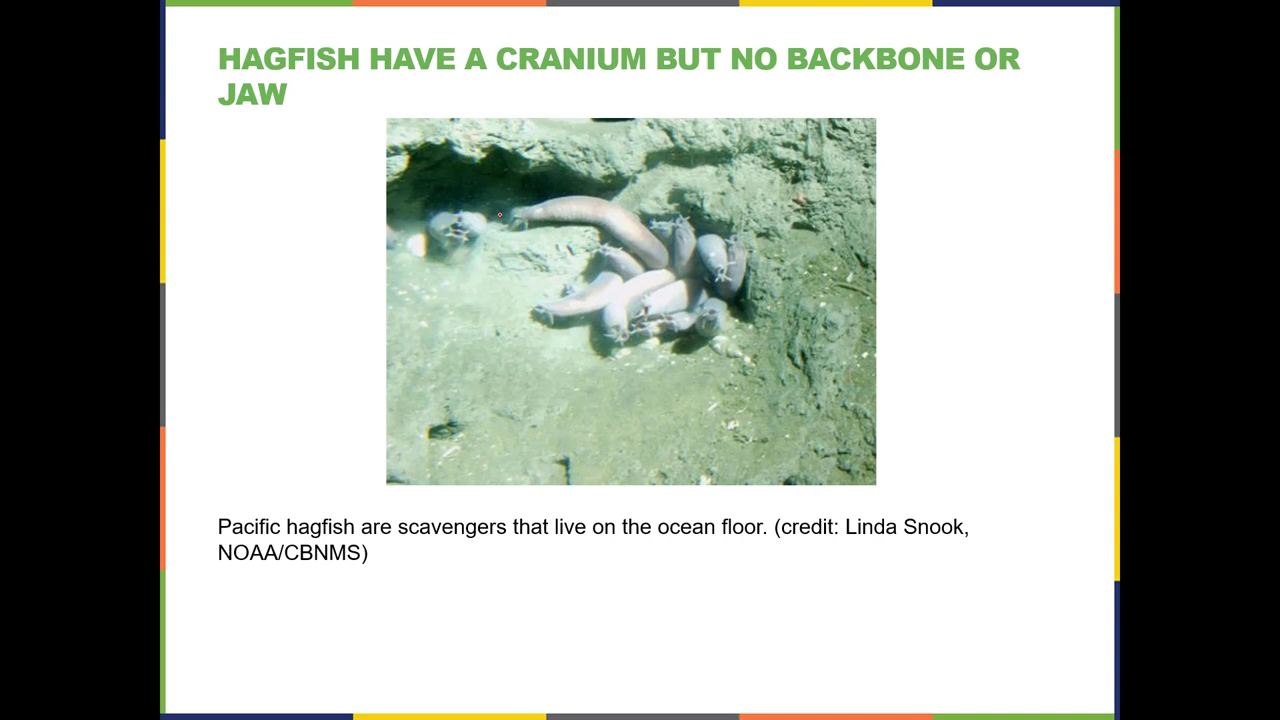 HAGFISH HAVE A CRANIUM BUT NO BACKBONE OR
JAW
Pacific hagfish are scavengers that live on the ocean floor. (credit: Linda Snook,
NOAA/CBNMS)